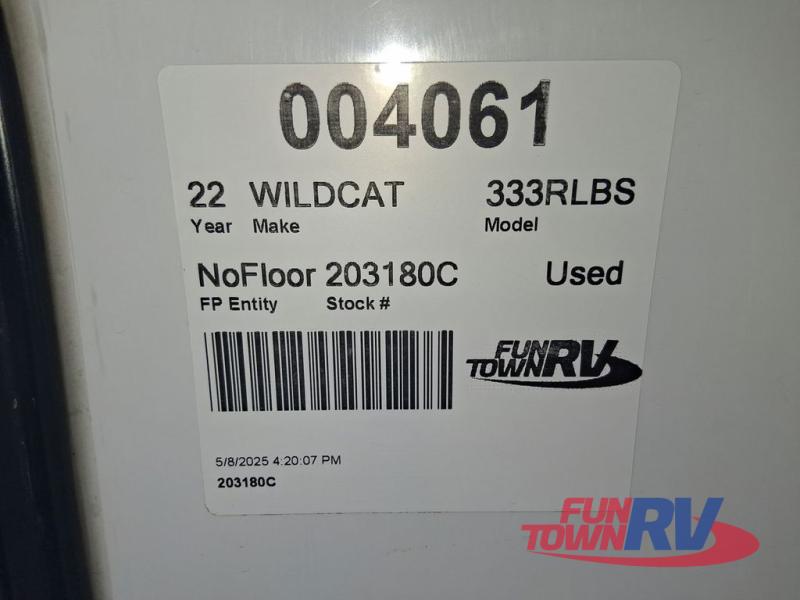 004061
22 WILDCAT 333RLBS
Year Make Model
NoFloor 203180C Used
FP Entity Stock #
FUN TOWN RV
5/8/2025 4:20:07 PM
203180C
FUN TOWN RV